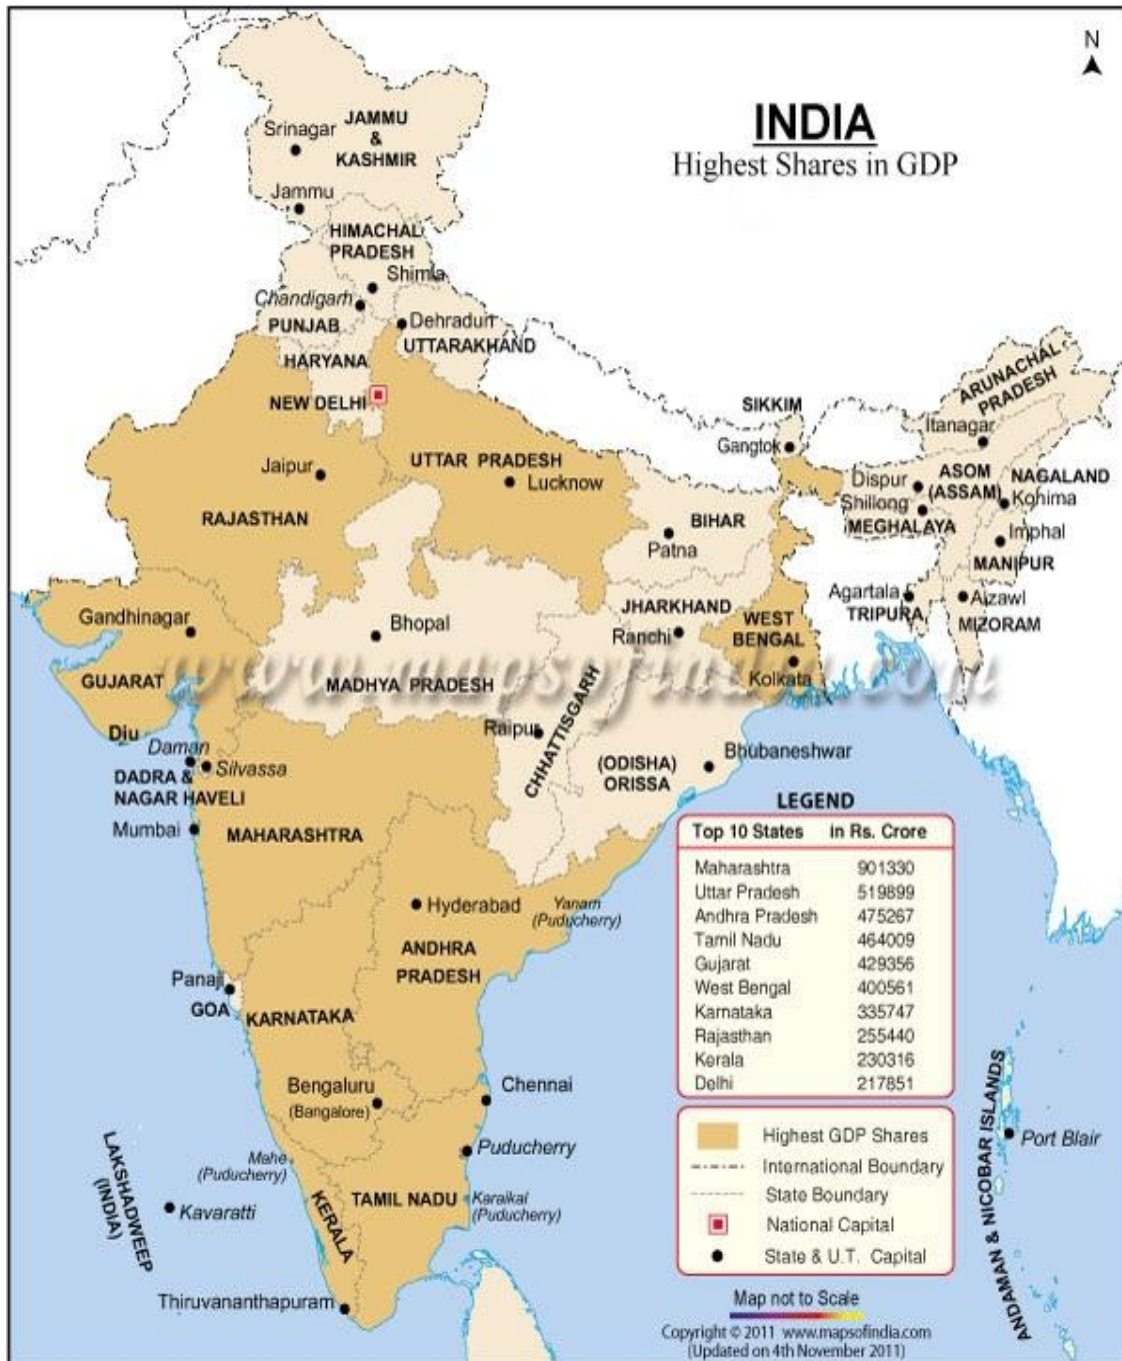 N
INDIA
Highest Shares in GDP
JAMMU
&
KASHMIR
Srinagar
Jammu
HIMACHAL
PRADESH
Shimla
Chandigarh
PUNJAB
Dehradun
UTTARAKHAND
HARYANA
NEW DELHI
ARUNACHAL
PRADESH
SIKKIM
Itanagar
Gangtok
Jaipur
UTTAR PRADESH
Lucknow
RAJASTHAN
Dispur
ASOM
(ASSAM)
NAGALAND
Shillong
Kohima
MEGHALAYA
BIHAR
Patna
Imphal
MANIPUR
Gandhinagar
Bhopal
JHARKHAND
Ranchi
WEST
BENGAL
Agartala
TRIPURA
Aizawl
MIZORAM
www.mapsofindia.com
GUJARAT
MADHYA PRADESH
Kolkata
Diu
Daman
Silvassa
DADRA &
NAGAR HAVELI
Raipur
CHHATTISGARH
(ODISHA)
ORISSA
Bhubaneshwar
Mumbai
MAHARASHTRA
LEGEND
Top 10 States in Rs. Crore
Maharashtra 901330
Uttar Pradesh 519899
Andhra Pradesh 475267
Tamil Nadu 464009
Gujarat 429356
West Bengal 400561
Karnataka 335747
Rajasthan 255440
Kerala 230316
Delhi 217851
Hyderabad
Yanam
(Puducherry)
ANDHRA
PRADESH
Panaji
GOA
KARNATAKA
Bengaluru
(Bangalore)
Chennai
Highest GDP Shares
International Boundary
State Boundary
National Capital
State & U.T. Capital
Puducherry
Mahe
(Puducherry)
KERALA
TAMIL NADU
Karaikal
(Puducherry)
LAKSHADWEEP
(INDIA)
Kavaratti
Thiruvananthapuram
ANDAMAN & NICOBAR ISLANDS
Port Blair
Map not to Scale
Copyright © 2011 www.mapsofindia.com
(Updated on 4th November 2011)